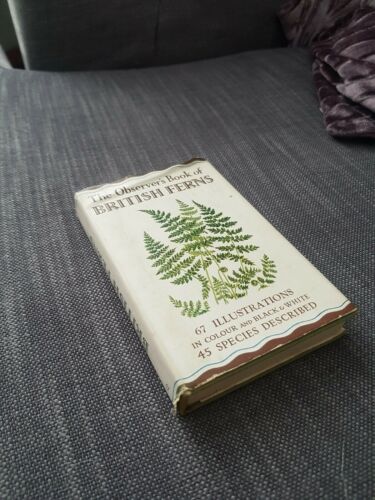 The Observer's Book of
BRITISH FERNS
67 ILLUSTRATIONS
IN COLOUR AND BLACK & WHITE
45 SPECIES DESCRIBED